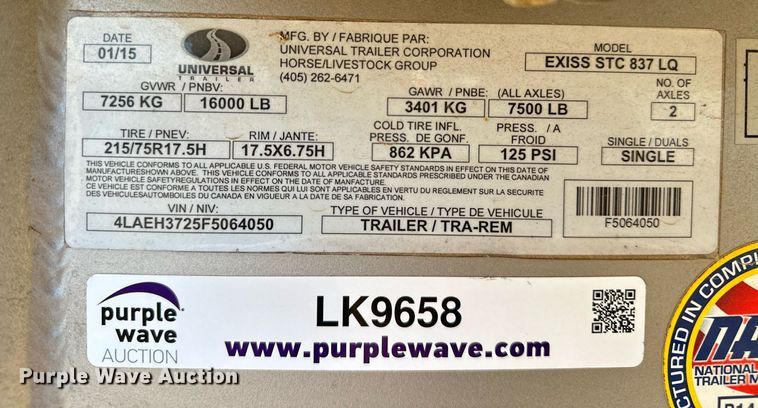 DATE
01/15
UNIVERSAL
TRAILER
MFG. BY / FABRIQUE PAR:
UNIVERSAL TRAILER CORPORATION
HORSE/LIVESTOCK GROUP
(405) 262-6471
MODEL
EXISS STC 837 LQ
GVWR / PNBV:
7256 KG 16000 LB
GAWR / PNBE: (ALL AXLES)
3401 KG 7500 LB
NO. OF
AXLES
2
TIRE / PNEV: RIM / JANTE:
215/75R17.5H 17.5X6.75H
COLD TIRE INFL. PRESS. / A
PRESS. DE GONF. FROID
862 KPA 125 PSI
SINGLE / DUALS
SINGLE
THIS VEHICLE CONFORMS TO ALL APPLICABLE U.S. FEDERAL MOTOR VEHICLE SAFETY STANDARDS IN EFFECT ON THIS DATE OF
MANUFACTURESHOWN ABOVE. THIS VEHICLE CONFORMS TO ALL APPLICABLE STANDARDS PRESCRIBED UNDER THE CANADIAN
MOTOR VEHICLE SAFETY REGULATIONS IN EFFECT ON THE DATE OF MANUFACTURE.
CE VEHICULE EST CONFORME A TOUTES LES NORMES QUI LUI SONT APPLICABLES EN VERTU DU REGLEMENT SUR LA SECURITE
DES VEHICULESAUTOMOBILES DU CANADA EN VIGUEUR A LA DATE DE SA FABRICATION.
VIN / NIV:
4LAEH3725F5064050
TYPE OF VEHICLE / TYPE DE VEHICULE
TRAILER / TRA-REM
F5064050
purple
wave
AUCTION
LK9658
www.purplewave.com
IN COMPL
NATIONAL
TRAILER M
Purple Wave Auction